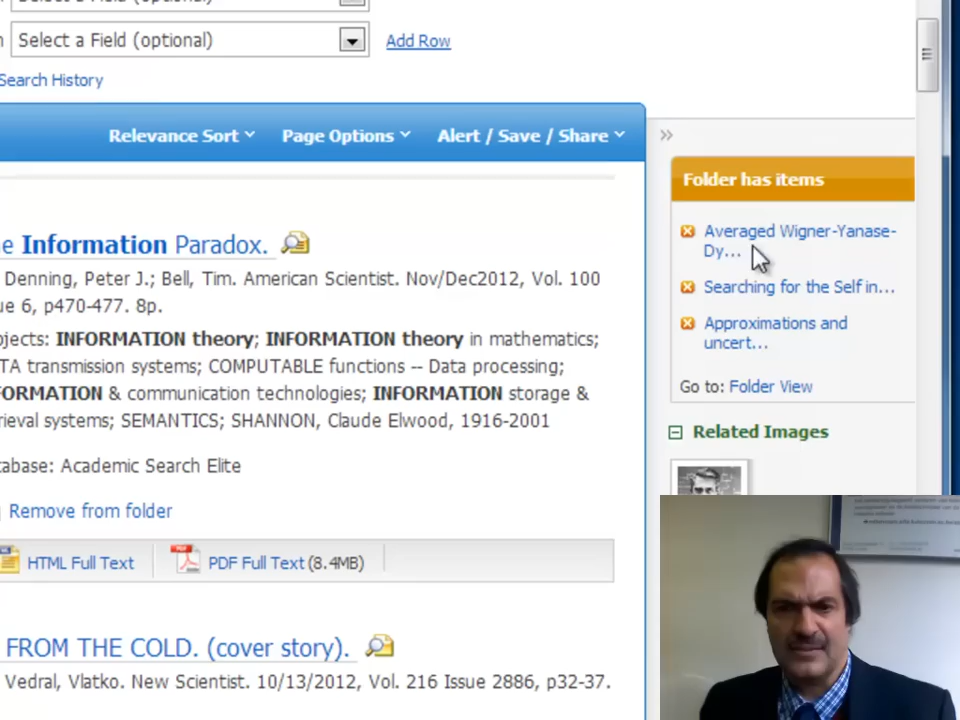 Select a Field (optional)
Select a Field (optional) Add Row
Search History
Relevance Sort Page Options Alert / Save / Share
Folder has items
Averaged Wigner-Yanase-
Dy...
Searching for the Self in...
Approximations and
uncert...
Go to: Folder View
Related Images
e Information Paradox.
Denning, Peter J.; Bell, Tim. American Scientist. Nov/Dec2012, Vol. 100
ue 6, p470-477. 8p.
jects: INFORMATION theory; INFORMATION theory in mathematics;
TA transmission systems; COMPUTABLE functions -- Data processing;
FORMATION & communication technologies; INFORMATION storage &
rieval systems; SEMANTICS; SHANNON, Claude Elwood, 1916-2001
tabase: Academic Search Elite
Remove from folder
HTML Full Text PDF Full Text (8.4MB)
FROM THE COLD. (cover story).
Vedral, Vlatko. New Scientist. 10/13/2012, Vol. 216 Issue 2886, p32-37.